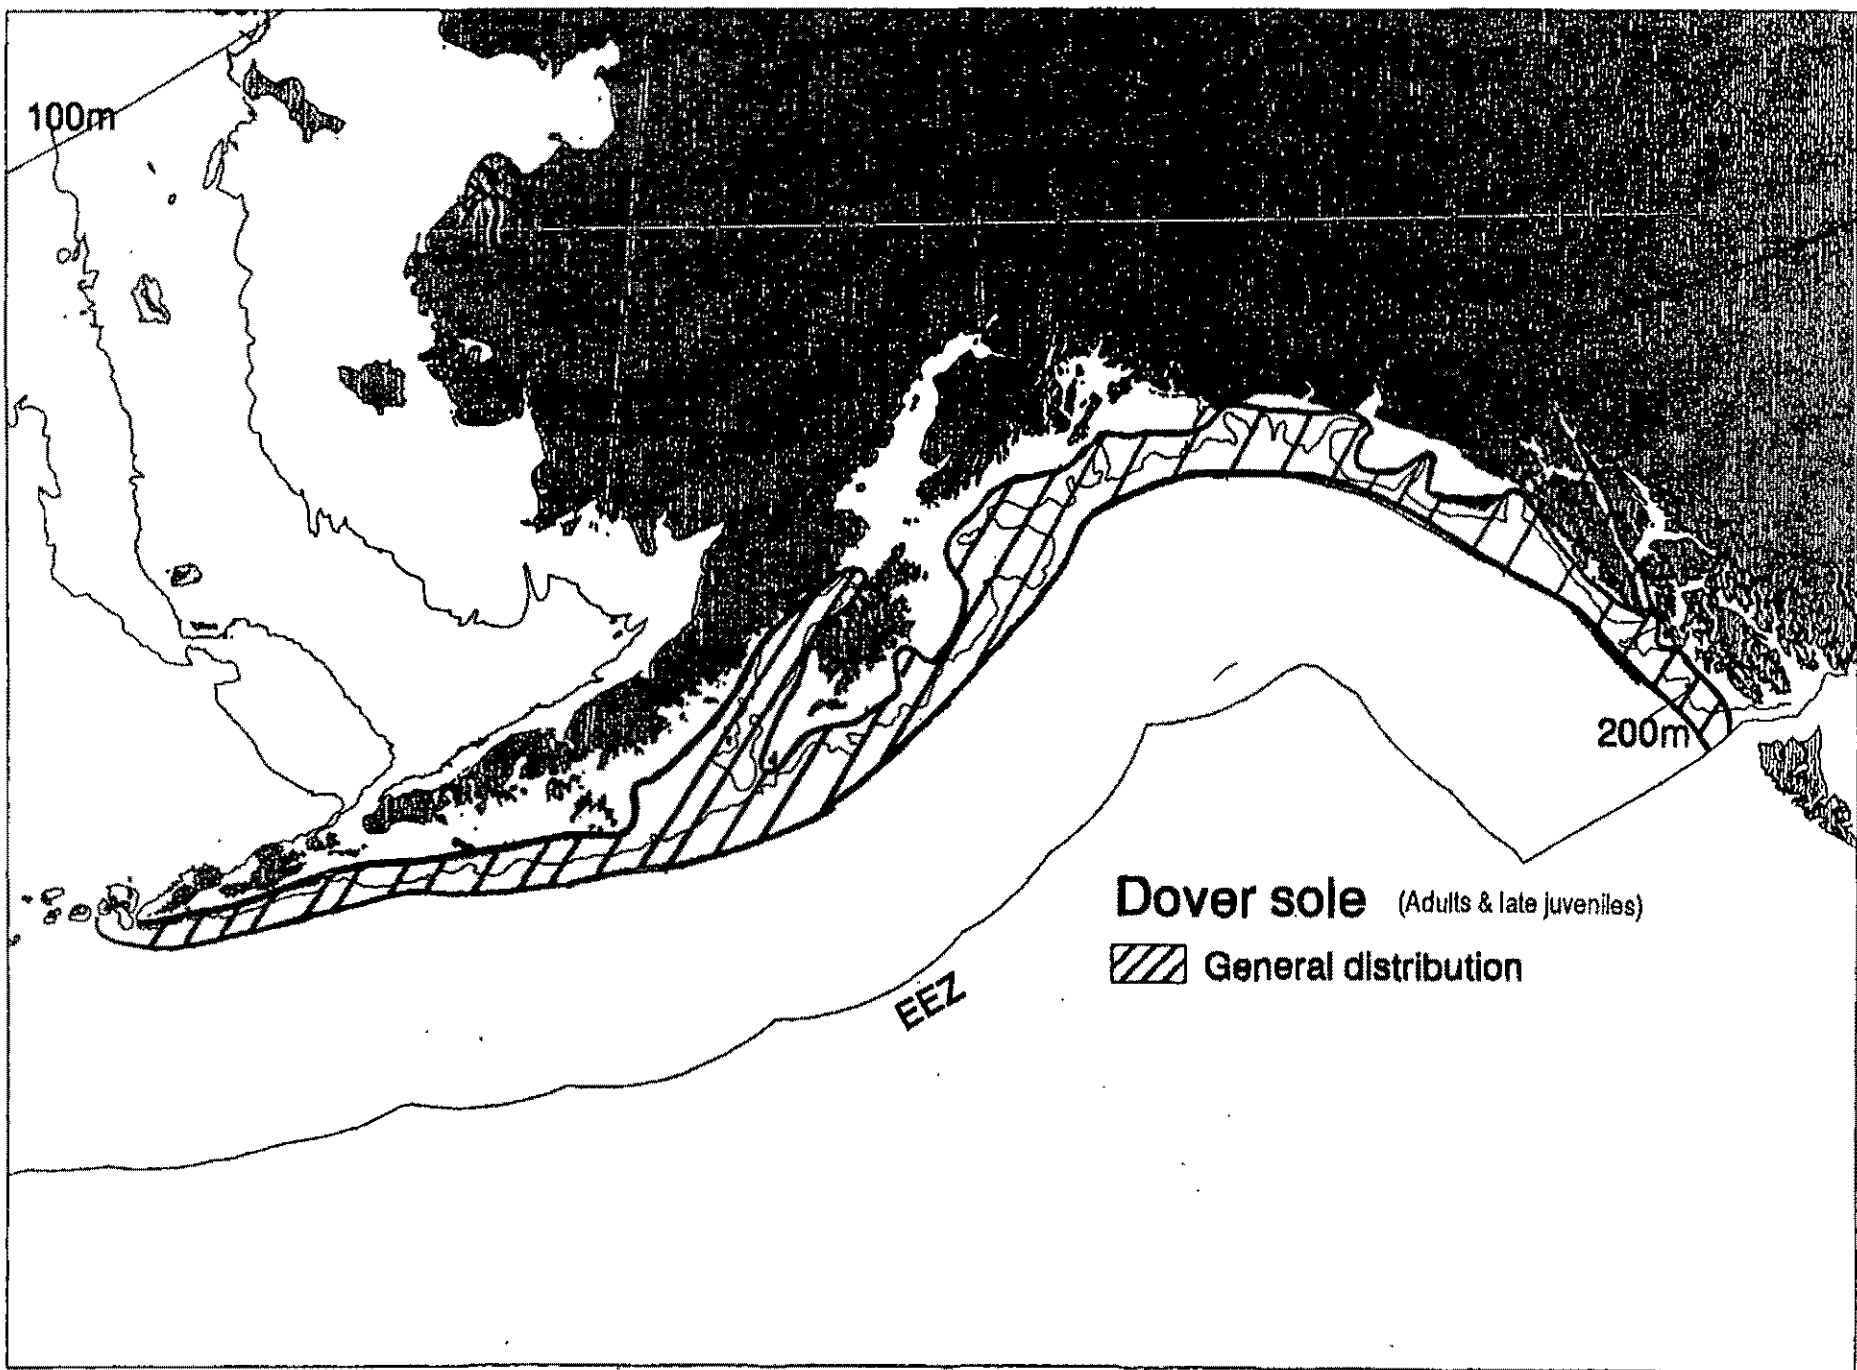 100m
200m
Dover sole (Adults & late juveniles)
General distribution
EEZ